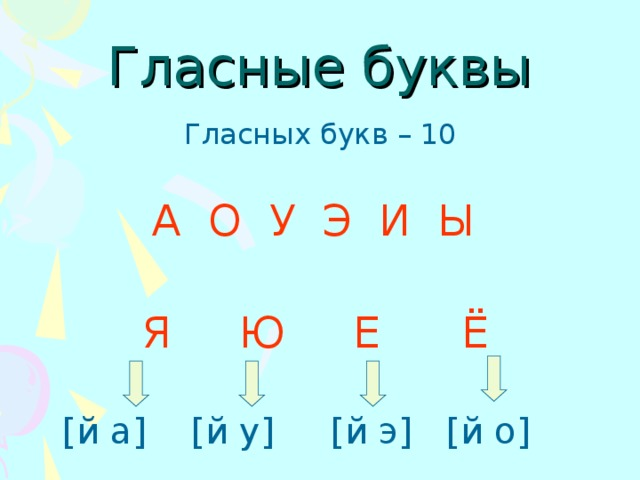 Гласные буквы
Гласных букв – 10
А О У Э И Ы
Я Ю Е Ё
[й а] [й у] [й э] [й о]